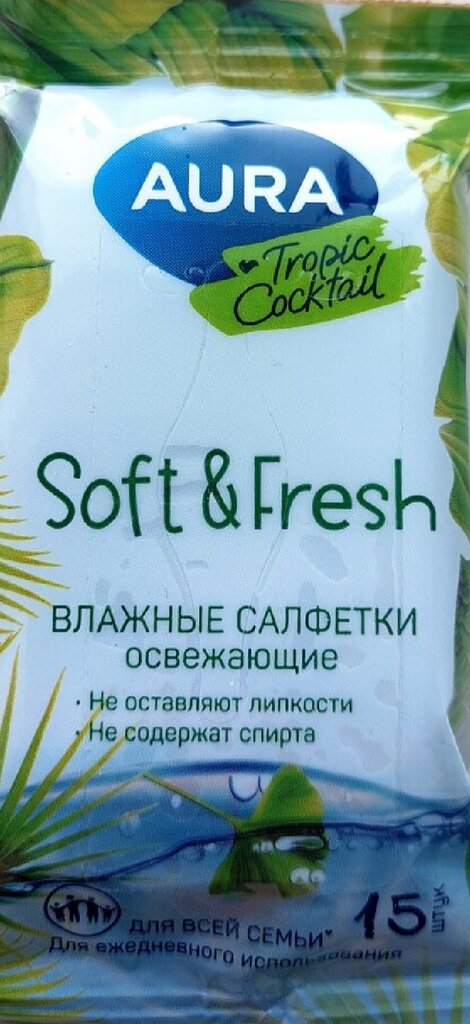 AURA
Tropic
Cocktail
Soft & Fresh
ВЛАЖНЫЕ САЛФЕТКИ
освежающие
· Не оставляют липкости
· Не содержат спирта
ДЛЯ ВСЕЙ СЕМЬИ*
Для ежедневного использования
15 штук